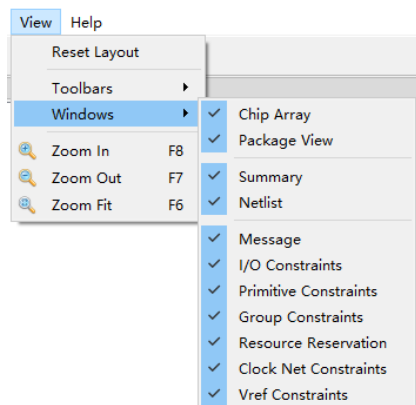 View Help
Reset Layout
Toolbars
Windows
Zoom In F8
Zoom Out F7
Zoom Fit F6
Chip Array
Package View
Summary
Netlist
Message
I/O Constraints
Primitive Constraints
Group Constraints
Resource Reservation
Clock Net Constraints
Vref Constraints